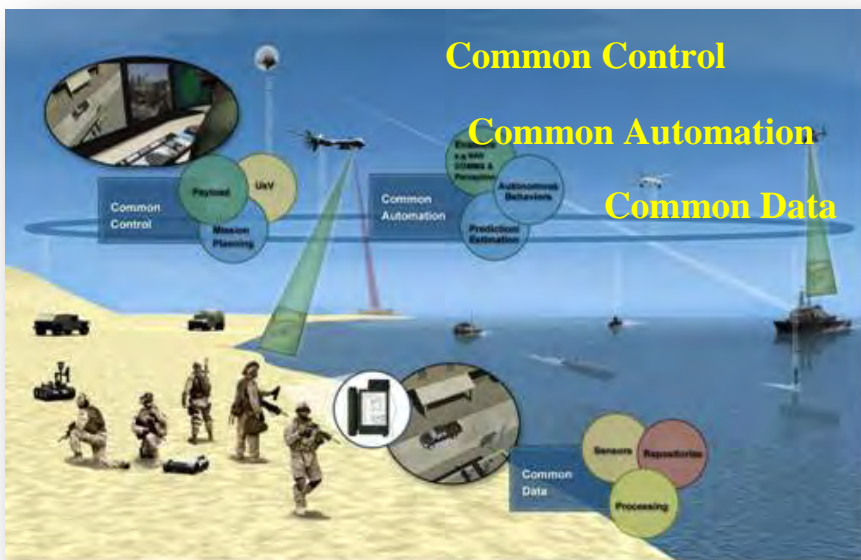 Common Control
Common Automation
Common Data
Payload
UxV
Mission
Planning
Common
Control
Common
Automation
Autonomous
Behaviors
Prediction/
Estimation
Perception
Sensors
Repositories
Processing
Common
Data